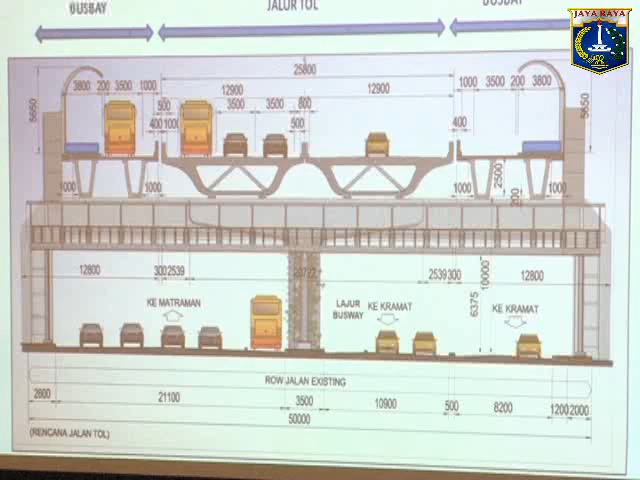 BUSBAY
JALUR TOL
BUSBAY
JAYA RAYA
25800
3800 200 3500 1000
12900
12900
1000 3500 200 3800
500
3500
3500
800
400 1000
500
400
5650
5650
1000
1000
2500
1000
1000
200
12800
300 2539
2539 300
12800
10000
6375
KE MATRAMAN
LAJUR
BUSWAY
KE KRAMAT
KE KRAMAT
ROW JALAN EXISTING
21100
3500
10900
500
8200
1200 2000
50000
(RENCANA JALAN TOL)